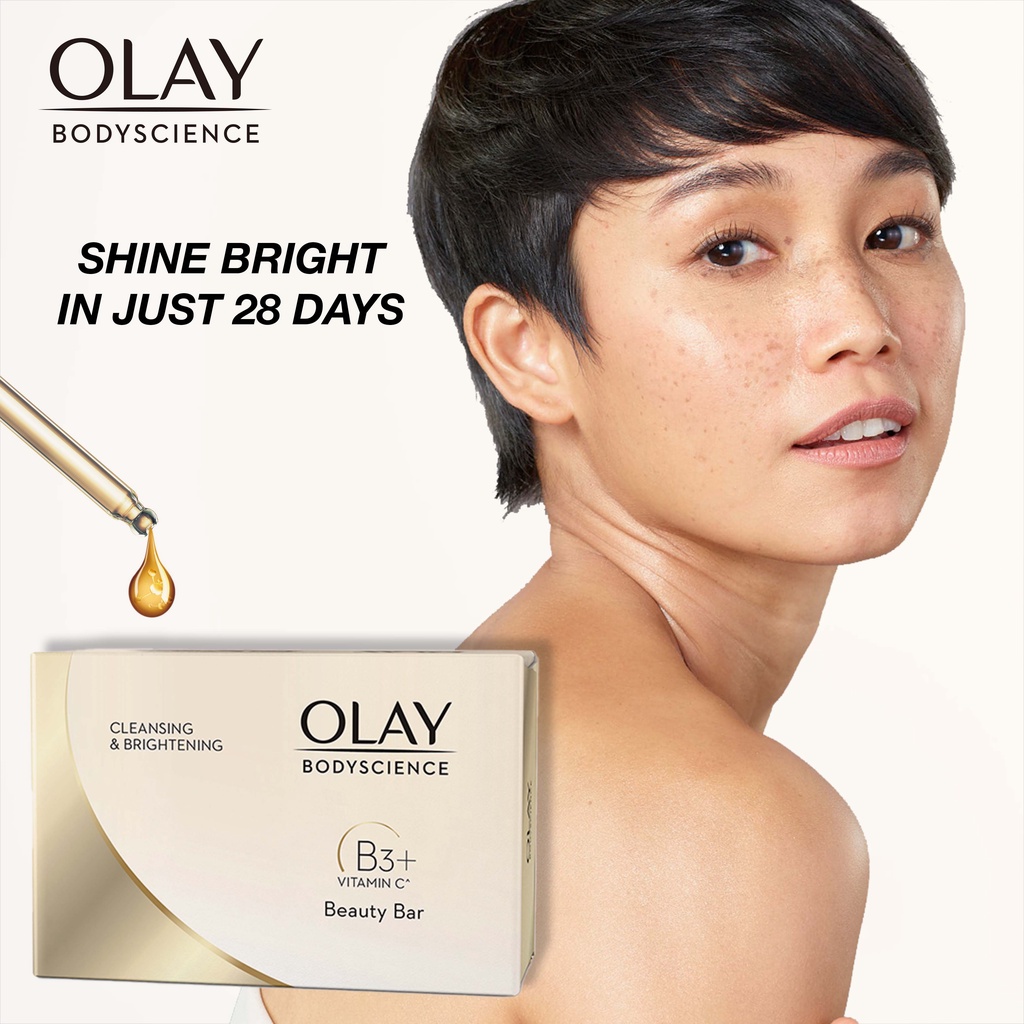 OLAY
BODYSCIENCE
SHINE BRIGHT
IN JUST 28 DAYS
CLEANSING
& BRIGHTENING
OLAY
BODYSCIENCE
B3+
VITAMIN C^
Beauty Bar